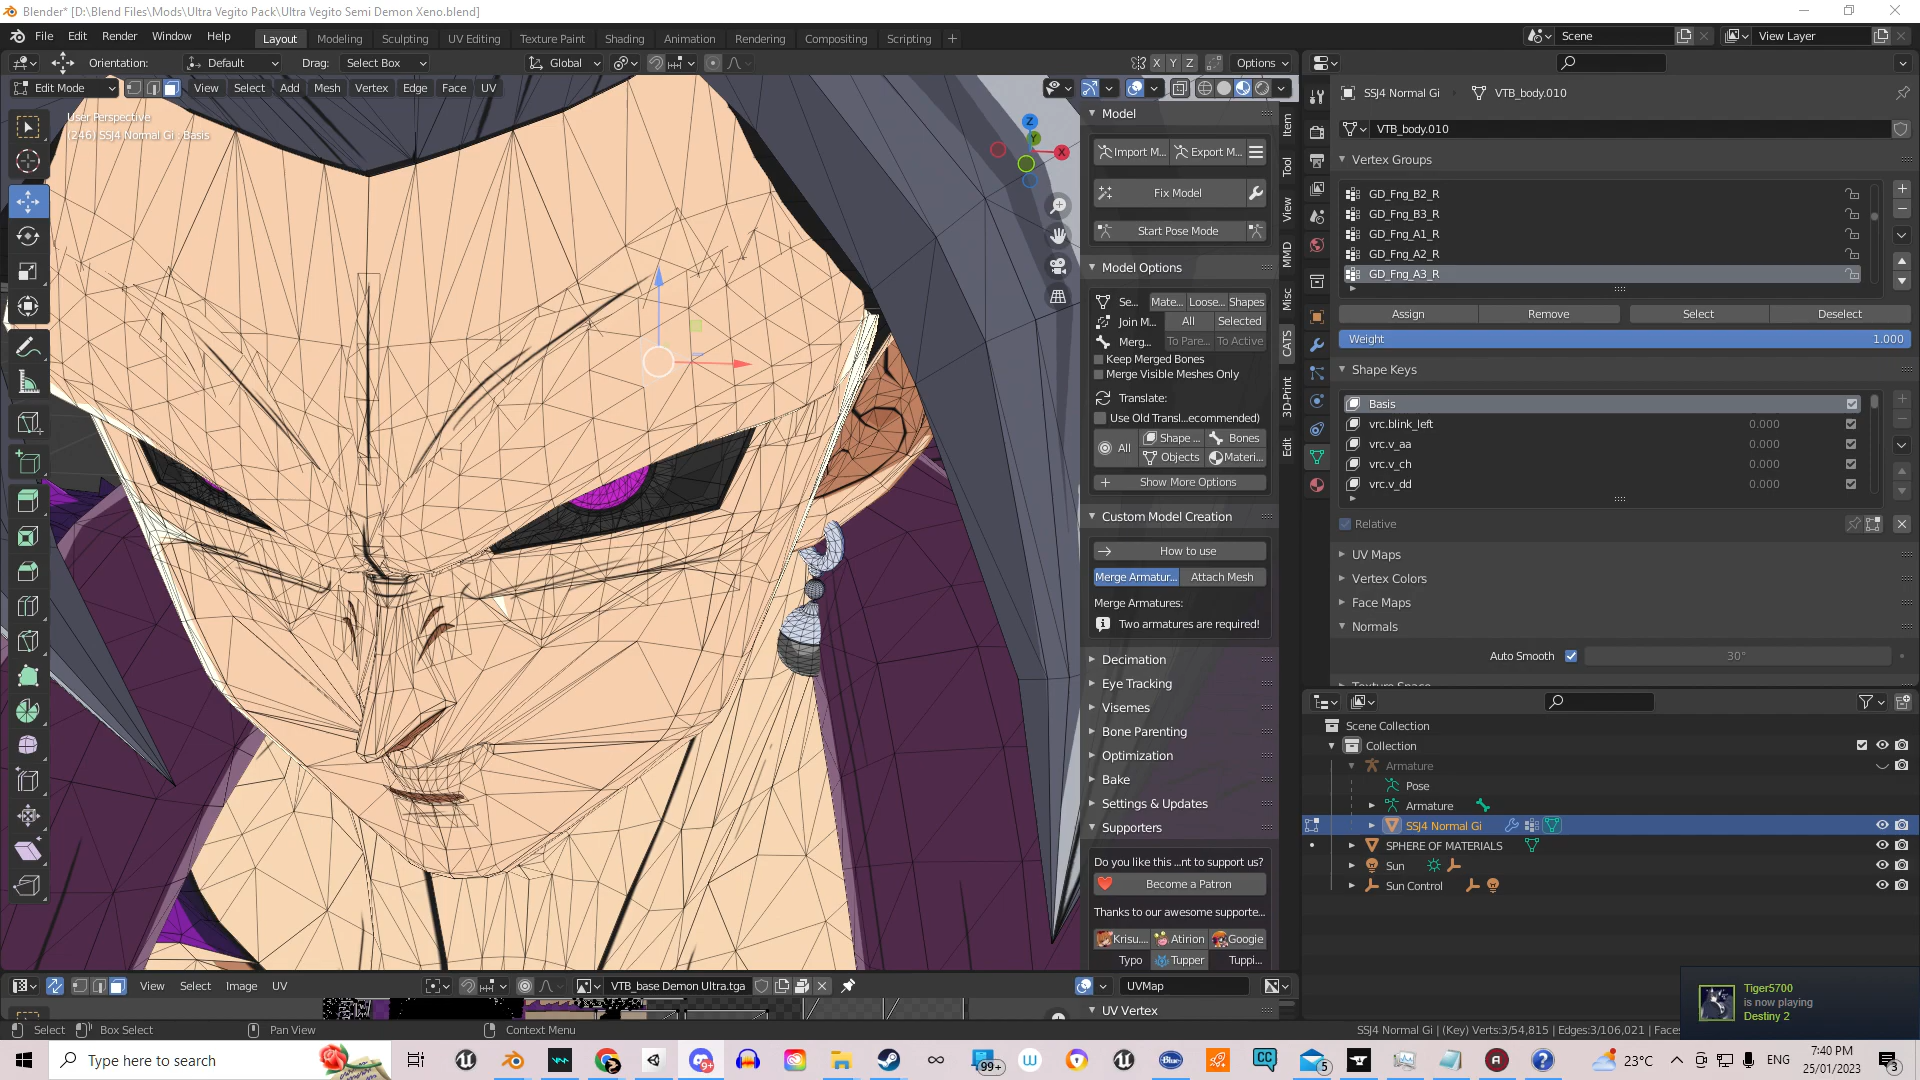 Blender* [D:\Blend Files\Mods\Ultra Vegito Pack\Ultra Vegito Semi Demon Xeno.blend]
File Edit Render Window Help Layout Modeling Sculpting UV Editing Texture Paint Shading Animation Rendering Compositing Scripting + Scene View Layer
Orientation: Default Drag: Select Box Global X Y Z Options
Edit Mode View Select Add Mesh Vertex Edge Face UV
User Perspective
(246) SSJ4 Normal Gi : Basis
Z
Y
X
Model
Import M... Export M...
Fix Model
Start Pose Mode
Model Options
Se... Mate... Loose... Shapes
Join M... All Selected
Merg... To Pare... To Active
Keep Merged Bones
Merge Visible Meshes Only
Translate:
Use Old Transl...ecommended)
All Shape ... Bones
Objects Materi...
Show More Options
Custom Model Creation
How to use
Merge Armatur... Attach Mesh
Merge Armatures:
Two armatures are required!
Decimation
Eye Tracking
Visemes
Bone Parenting
Optimization
Bake
Settings & Updates
Supporters
Do you like this ...nt to support us?
Become a Patron
Thanks to our awesome supporte...
Krisu... Atirion Googie
Typo Tupper Tuppi...
Item
Tool
View
MMD
Misc
CATS
3D-Print
Edit
SSJ4 Normal Gi VTB_body.010
VTB_body.010
Vertex Groups
GD_Fng_B2_R
GD_Fng_B3_R
GD_Fng_A1_R
GD_Fng_A2_R
GD_Fng_A3_R
Assign Remove Select Deselect
Weight 1.000
Shape Keys
Basis
vrc.blink_left 0.000
vrc.v_aa 0.000
vrc.v_ch 0.000
vrc.v_dd 0.000
Relative
UV Maps
Vertex Colors
Face Maps
Normals
Auto Smooth 30°
Texture Space
Scene Collection
Collection
Armature
Pose
Armature
SSJ4 Normal Gi
SPHERE OF MATERIALS
Sun
Sun Control
View Select Image UV VTB_base Demon Ultra.tga UVMap
UV Vertex
Select Box Select Pan View Context Menu SSJ4 Normal Gi | (Key) Verts:3/54,815 | Edges:3/106,021 | Faces
Tiger5700
is now playing
Destiny 2
Type here to search 9+ 99+ W Blue CC 5 A ? 23°C ENG 7:40 PM
25/01/2023 3